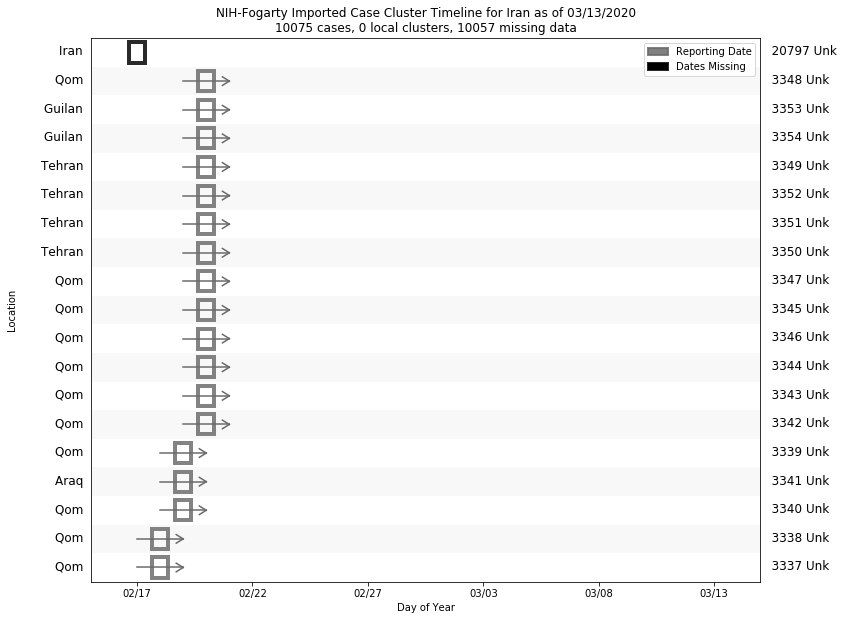 NIH-Fogarty Imported Case Cluster Timeline for Iran as of 03/13/2020
10075 cases, 0 local clusters, 10057 missing data
Reporting Date
Dates Missing
Iran 20797 Unk
Qom 3348 Unk
Guilan 3353 Unk
Guilan 3354 Unk
Tehran 3349 Unk
Tehran 3352 Unk
Tehran 3351 Unk
Tehran 3350 Unk
Qom 3347 Unk
Qom 3345 Unk
Qom 3346 Unk
Qom 3344 Unk
Qom 3343 Unk
Qom 3342 Unk
Qom 3339 Unk
Araq 3341 Unk
Qom 3340 Unk
Qom 3338 Unk
Qom 3337 Unk
Location
02/17 02/22 02/27 03/03 03/08 03/13
Day of Year